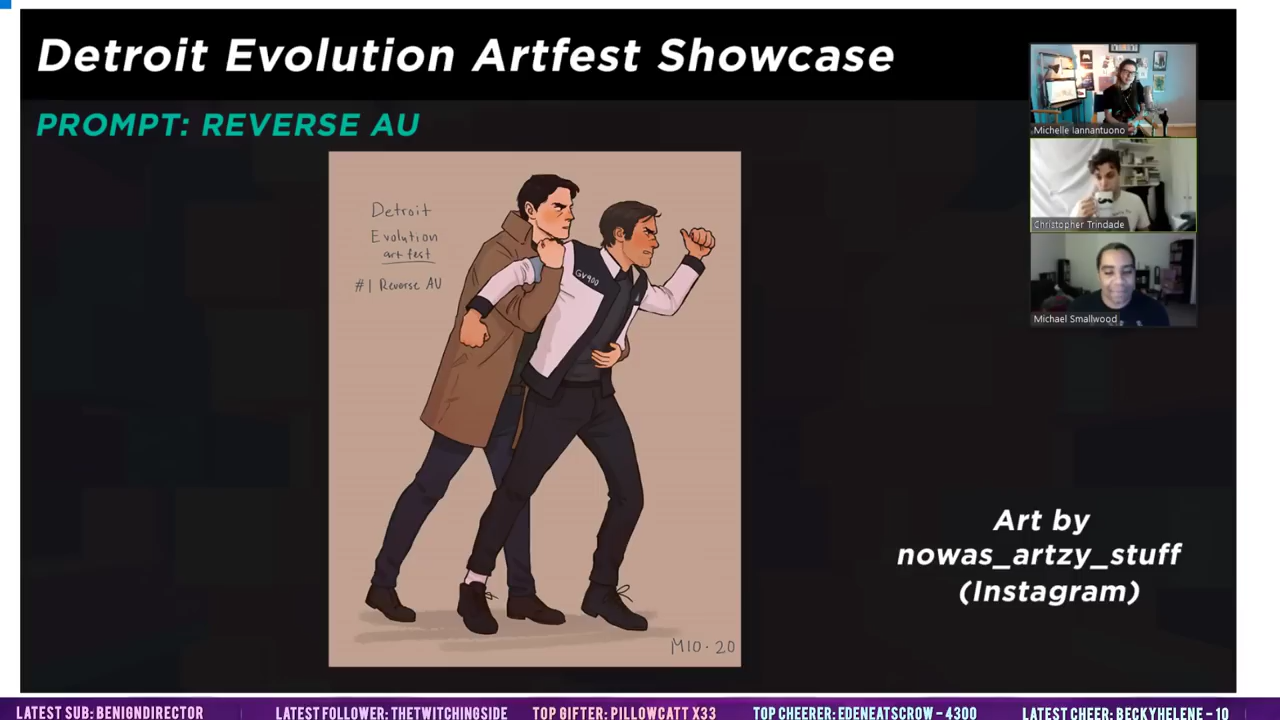 Detroit Evolution Artfest Showcase
PROMPT: REVERSE AU
Michelle Iannantuono
Christopher Trindade
Michael Smallwood
Detroit
Evolution
art fest
#1 Reverse AU
GV900
M10·20
Art by
nowas_artzy_stuff
(Instagram)
LATEST SUB: BENIGNDIRECTOR
LATEST FOLLOWER: THETWITCHINGSIDE
TOP GIFTER: PILLOWCATT X33
TOP CHEERER: EDENEATSCROW - 4300
LATEST CHEER: BECKYHELENE - 10